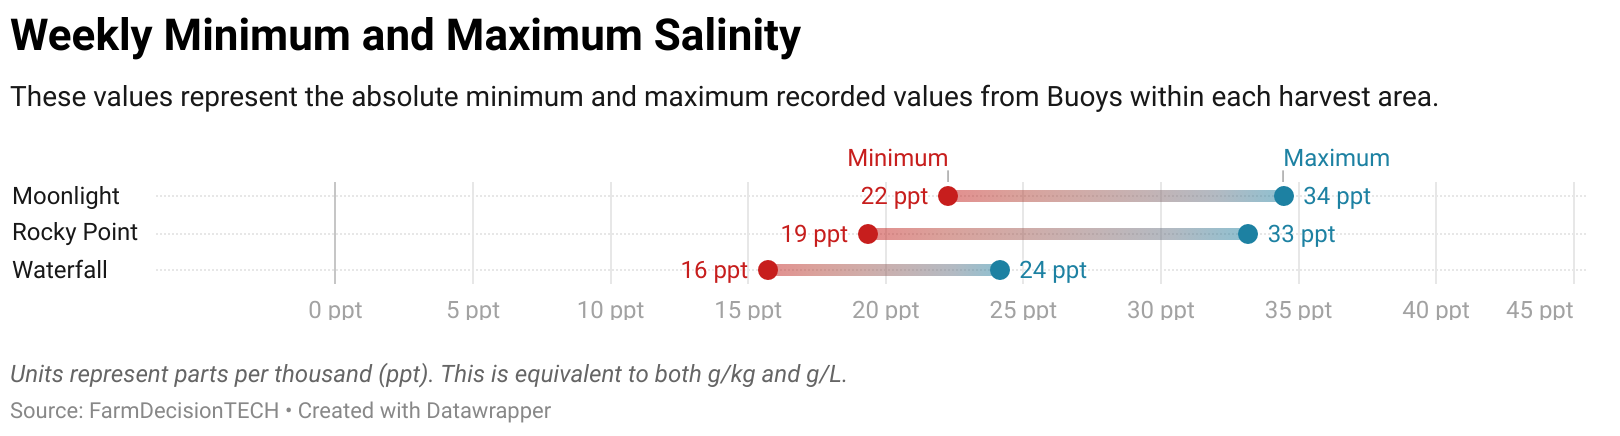 Weekly Minimum and Maximum Salinity
These values represent the absolute minimum and maximum recorded values from Buoys within each harvest area.
Minimum Maximum
Moonlight 22 ppt 34 ppt
Rocky Point 19 ppt 33 ppt
Waterfall 16 ppt 24 ppt
0 ppt 5 ppt 10 ppt 15 ppt 20 ppt 25 ppt 30 ppt 35 ppt 40 ppt 45 ppt
Units represent parts per thousand (ppt). This is equivalent to both g/kg and g/L.
Source: FarmDecisionTECH • Created with Datawrapper